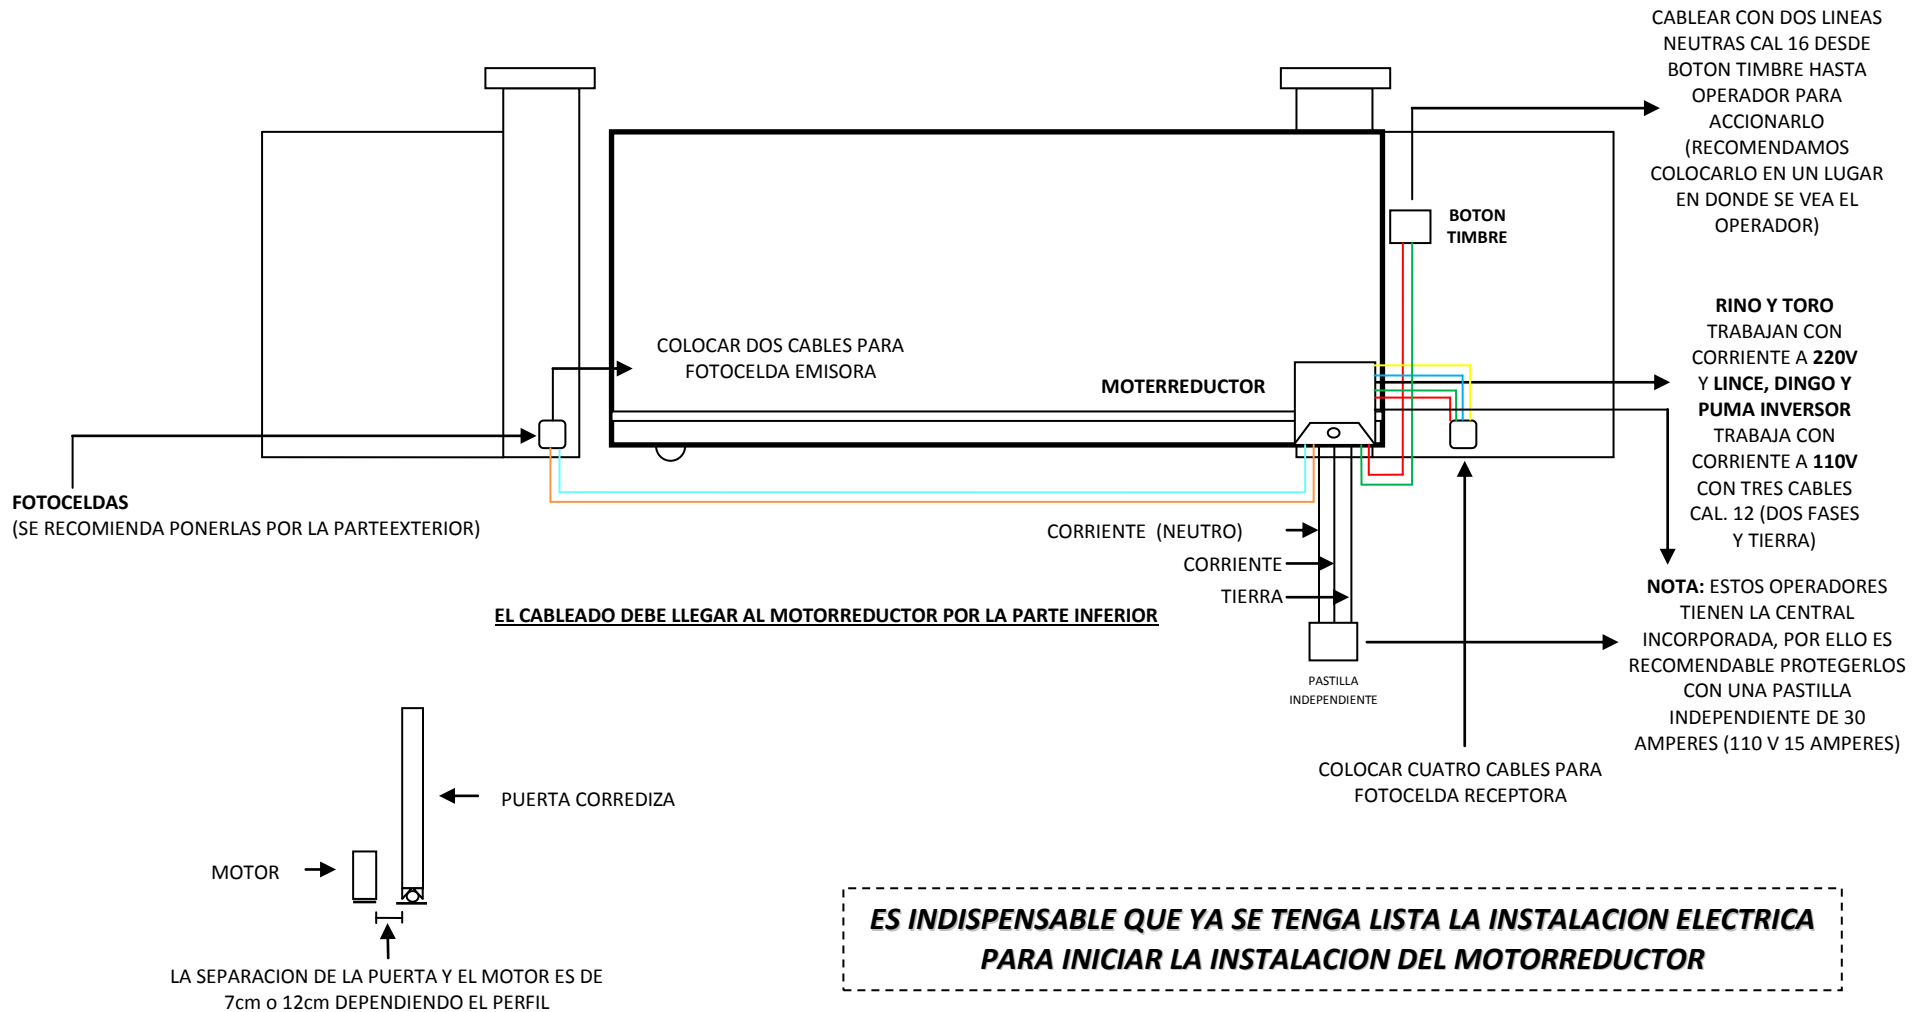 CABLEAR CON DOS LINEAS
NEUTRAS CAL 16 DESDE
BOTON TIMBRE HASTA
OPERADOR PARA
ACCIONARLO
(RECOMENDAMOS
COLOCARLO EN UN LUGAR
EN DONDE SE VEA EL
OPERADOR)
BOTON
TIMBRE
RINO Y TORO
TRABAJAN CON
CORRIENTE A 220V
Y LINCE, DINGO Y
PUMA INVERSOR
TRABAJA CON
CORRIENTE A 110V
CON TRES CABLES
CAL. 12 (DOS FASES
Y TIERRA)
COLOCAR DOS CABLES PARA
FOTOCELDA EMISORA
MOTERREDUCTOR
FOTOCELDAS
(SE RECOMIENDA PONERLAS POR LA PARTEEXTERIOR)
CORRIENTE  (NEUTRO)
CORRIENTE
TIERRA
EL CABLEADO DEBE LLEGAR AL MOTORREDUCTOR POR LA PARTE INFERIOR
NOTA: ESTOS OPERADORES
TIENEN LA CENTRAL
INCORPORADA, POR ELLO ES
RECOMENDABLE PROTEGERLOS
CON UNA PASTILLA
INDEPENDIENTE DE 30
AMPERES (110 V 15 AMPERES)
PASTILLA
INDEPENDIENTE
COLOCAR CUATRO CABLES PARA
FOTOCELDA RECEPTORA
PUERTA CORREDIZA
MOTOR
LA SEPARACION DE LA PUERTA Y EL MOTOR ES DE
7cm o 12cm DEPENDIENDO EL PERFIL
ES INDISPENSABLE QUE YA SE TENGA LISTA LA INSTALACION ELECTRICA
PARA INICIAR LA INSTALACION DEL MOTORREDUCTOR